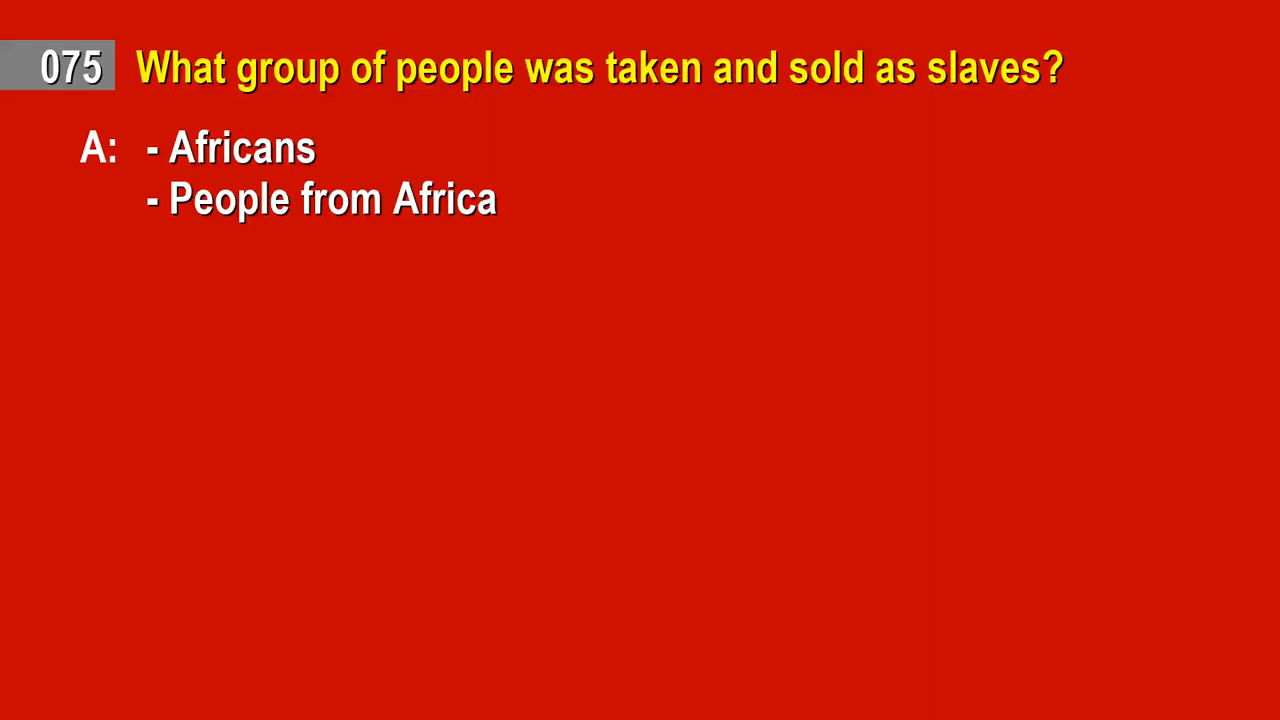 075 What group of people was taken and sold as slaves?
A: - Africans
- People from Africa